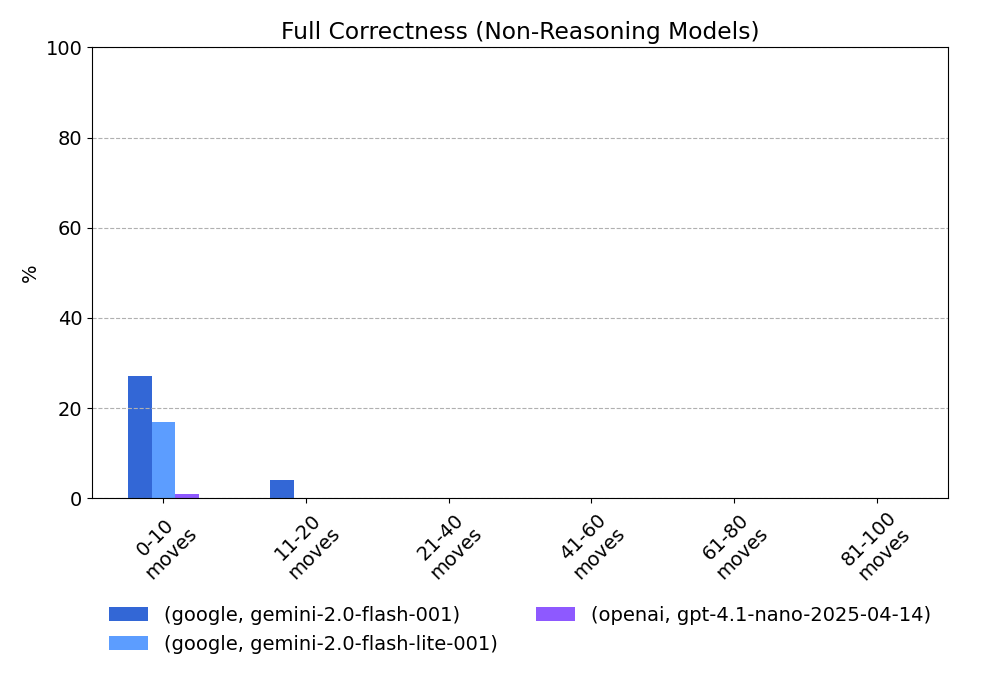 Full Correctness (Non-Reasoning Models)
100
80
60
40
20
0
%
0-10
moves
11-20
moves
21-40
moves
41-60
moves
61-80
moves
81-100
moves
(google, gemini-2.0-flash-001)
(google, gemini-2.0-flash-lite-001)
(openai, gpt-4.1-nano-2025-04-14)